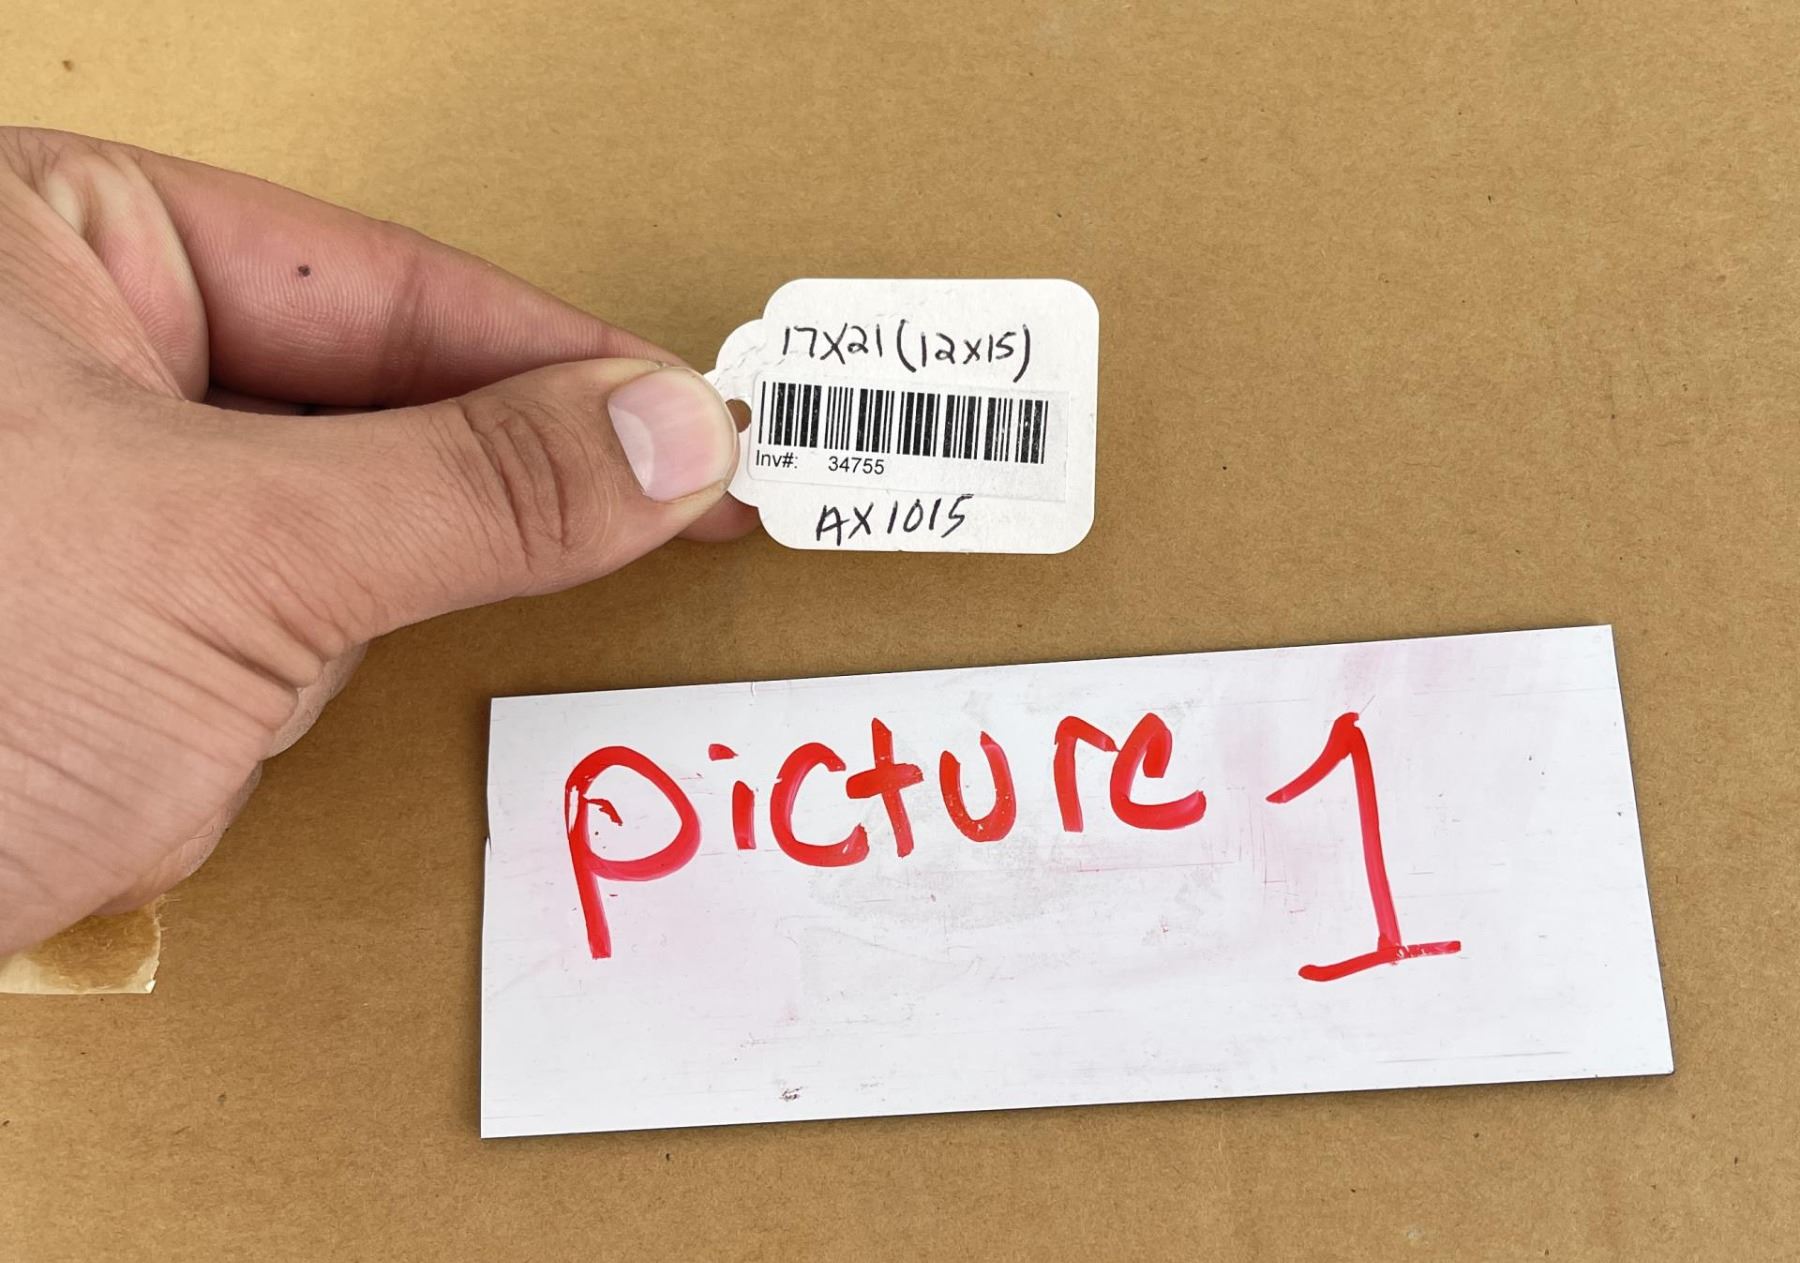 17X21 (12X15)
Inv#: 34755
AX1015
picture 1